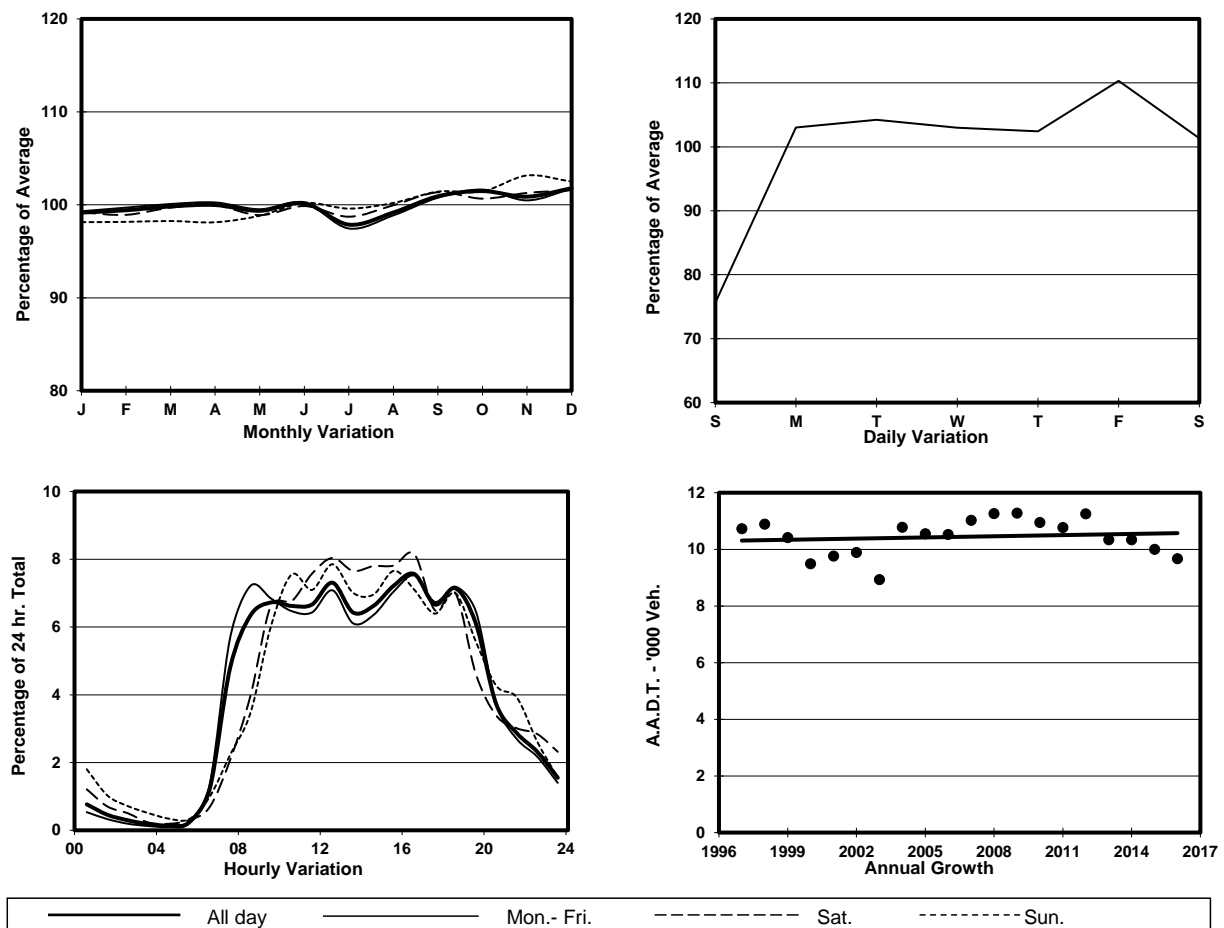 120
110
100
90
80
Percentage of Average
J F M A M J J A S O N D
Monthly Variation
120
110
100
90
80
70
60
Percentage of Average
S M T W T F S
Daily Variation
10
8
6
4
2
0
Percentage of 24 hr. Total
00 04 08 12 16 20 24
Hourly Variation
12
10
8
6
4
2
0
A.A.D.T. - '000 Veh.
1996 1999 2002 2005 2008 2011 2014 2017
Annual Growth
All day Mon.- Fri. Sat. Sun.